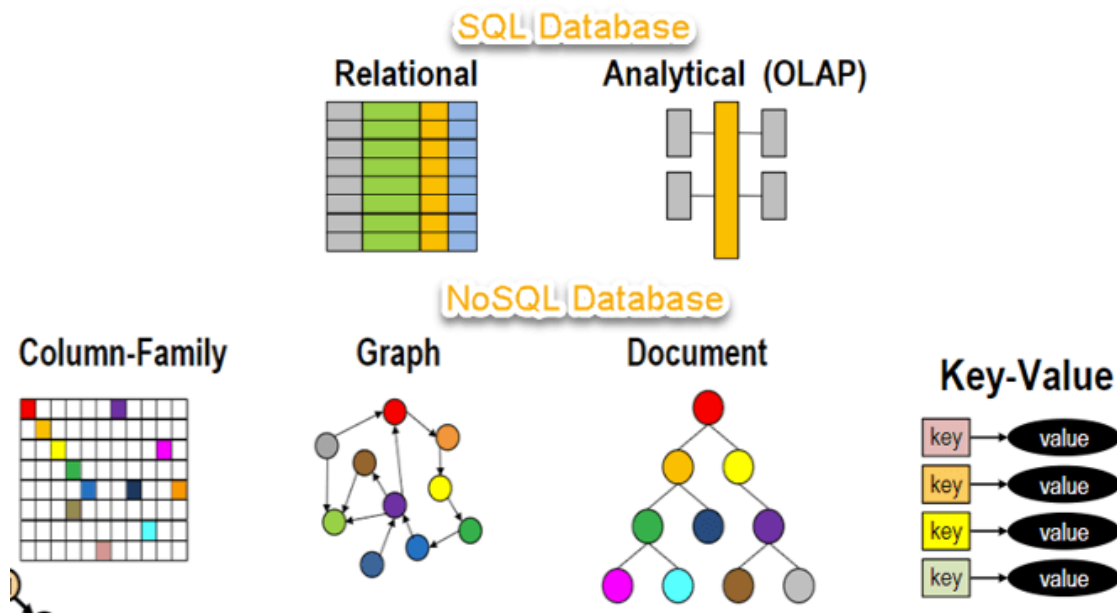 SQL Database
Relational
Analytical (OLAP)
NoSQL Database
Column-Family
Graph
Document
Key-Value
key value
key value
key value
key value